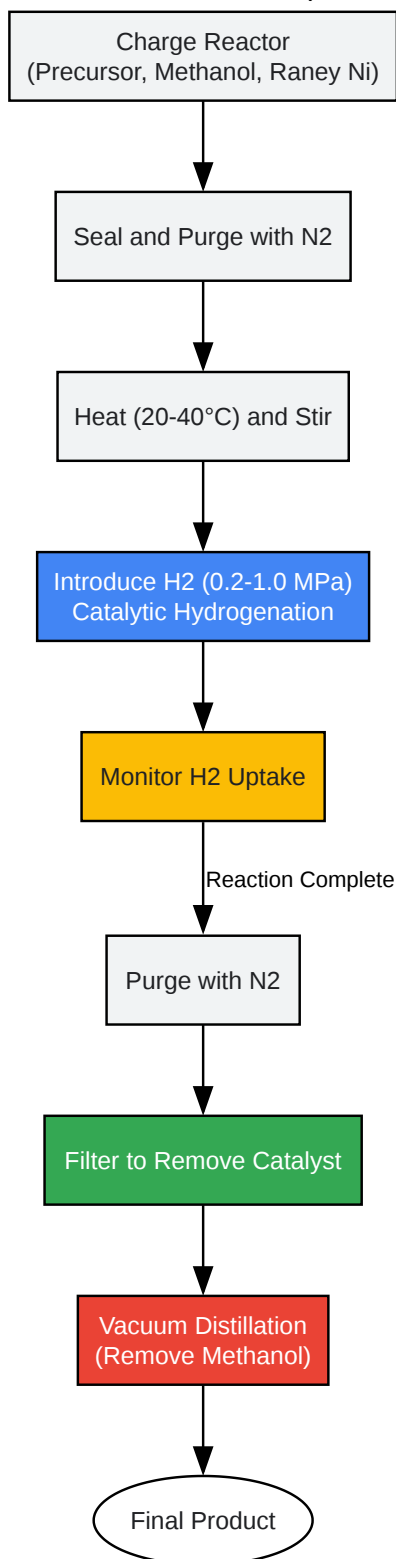 Charge Reactor
(Precursor, Methanol, Raney Ni)
Seal and Purge with N2
Heat (20-40°C) and Stir
Introduce H2 (0.2-1.0 MPa)
Catalytic Hydrogenation
Monitor H2 Uptake
Reaction Complete
Purge with N2
Filter to Remove Catalyst
Vacuum Distillation
(Remove Methanol)
Final Product